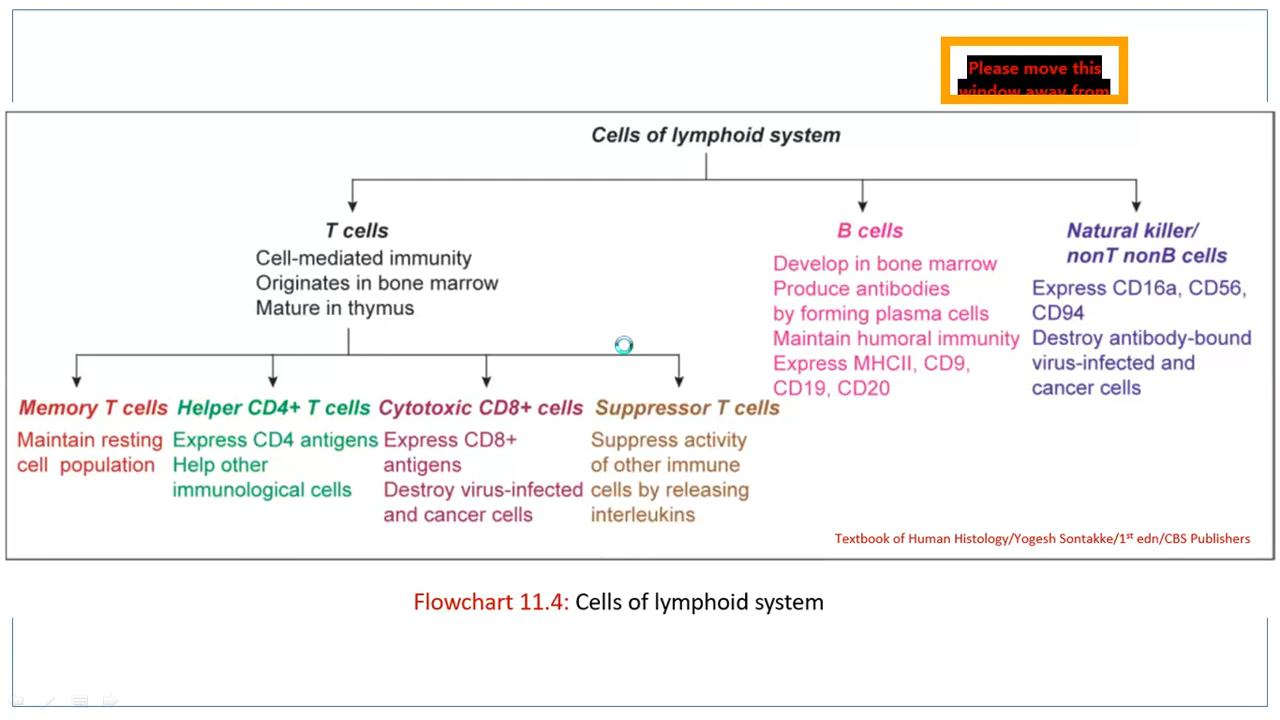 Please move this
window away from
Cells of lymphoid system
T cells
Cell-mediated immunity
Originates in bone marrow
Mature in thymus
B cells
Develop in bone marrow
Produce antibodies
by forming plasma cells
Maintain humoral immunity
Express MHCII, CD9,
CD19, CD20
Natural killer/
nonT nonB cells
Express CD16a, CD56,
CD94
Destroy antibody-bound
virus-infected and
cancer cells
Memory T cells
Maintain resting
cell population
Helper CD4+ T cells
Express CD4 antigens
Help other
immunological cells
Cytotoxic CD8+ cells
Express CD8+
antigens
Destroy virus-infected
and cancer cells
Suppressor T cells
Suppress activity
of other immune
cells by releasing
interleukins
Textbook of Human Histology/Yogesh Sontakke/1st edn/CBS Publishers
Flowchart 11.4: Cells of lymphoid system